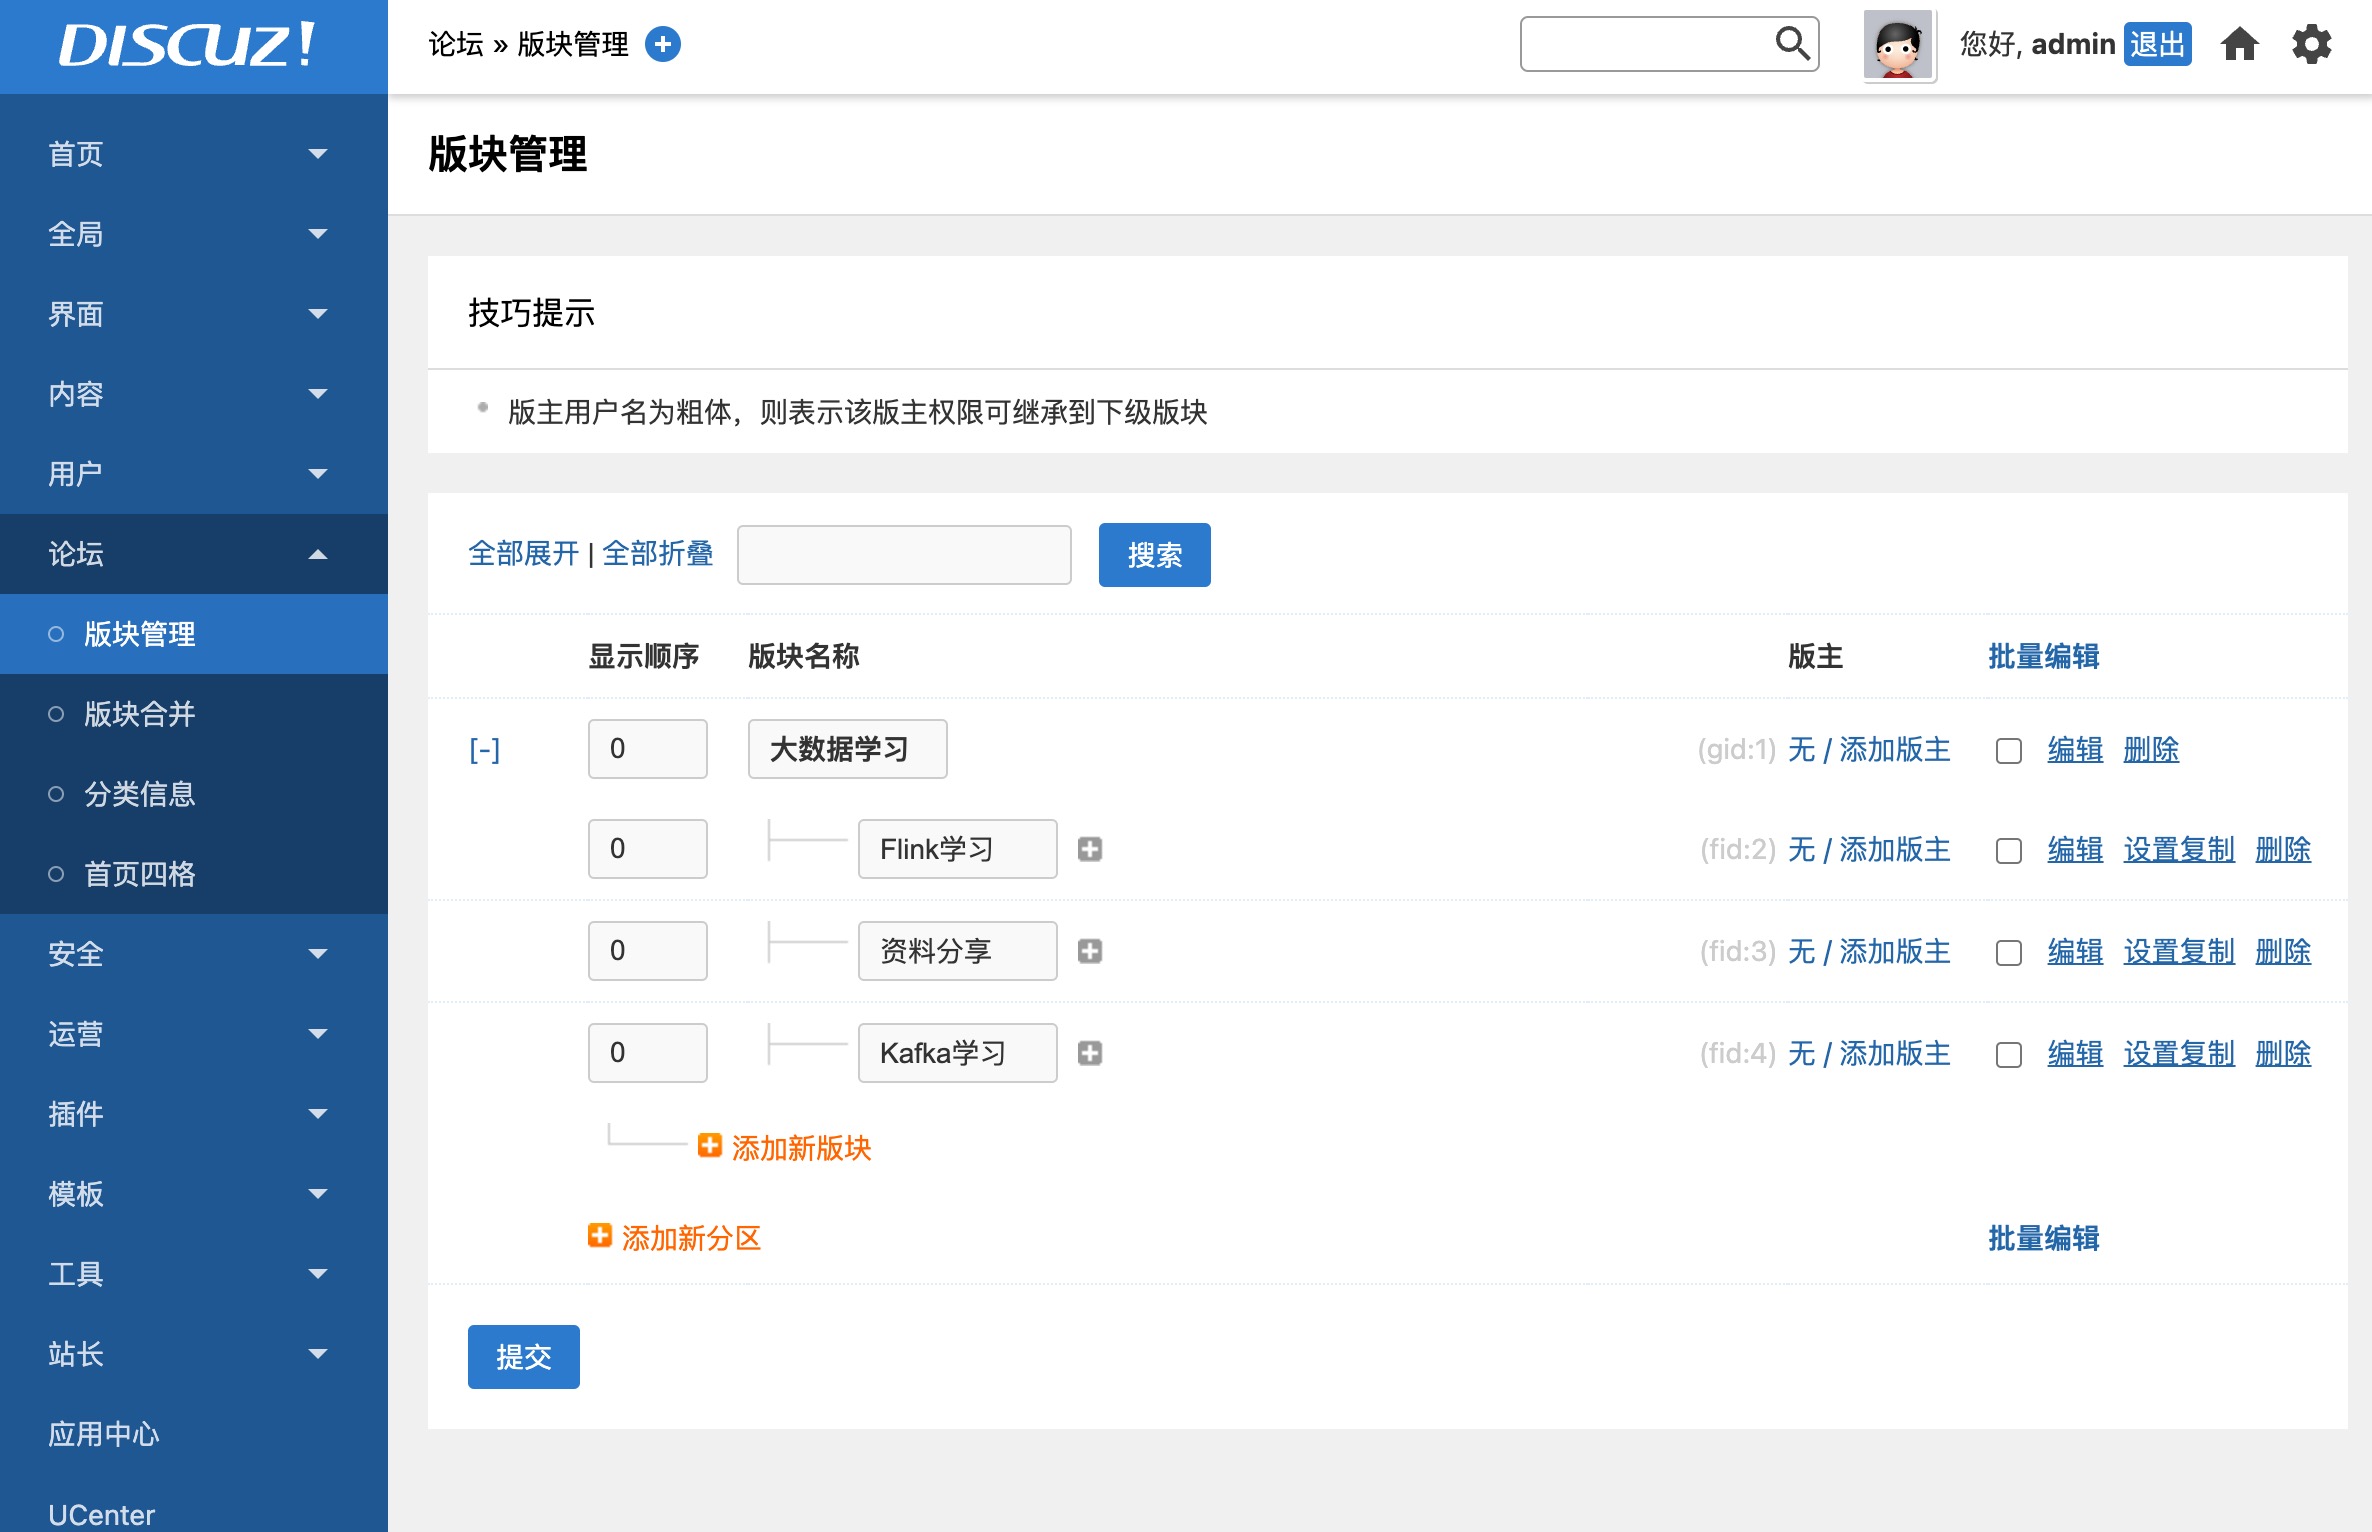 DISCUZ!
论坛 » 版块管理
您好, admin 退出
首页
全局
界面
内容
用户
论坛
版块管理
版块合并
分类信息
首页四格
安全
运营
插件
模板
工具
站长
应用中心
UCenter
版块管理
技巧提示
版主用户名为粗体，则表示该版主权限可继承到下级版块
全部展开 | 全部折叠 搜索
显示顺序 版块名称 版主 批量编辑
[-] 0 大数据学习 (gid:1) 无 / 添加版主 编辑 删除
0 Flink学习 (fid:2) 无 / 添加版主 编辑 设置复制 删除
0 资料分享 (fid:3) 无 / 添加版主 编辑 设置复制 删除
0 Kafka学习 (fid:4) 无 / 添加版主 编辑 设置复制 删除
添加新版块
添加新分区 批量编辑
提交